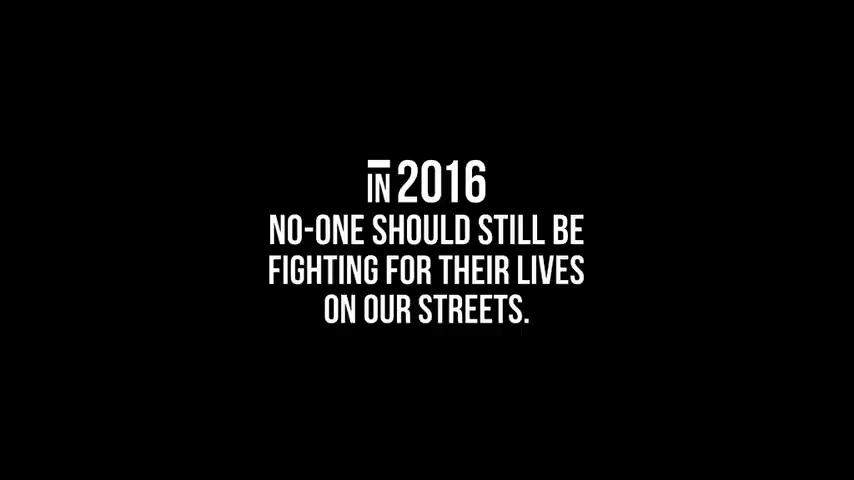 IN 2016
NO-ONE SHOULD STILL BE
FIGHTING FOR THEIR LIVES
ON OUR STREETS.